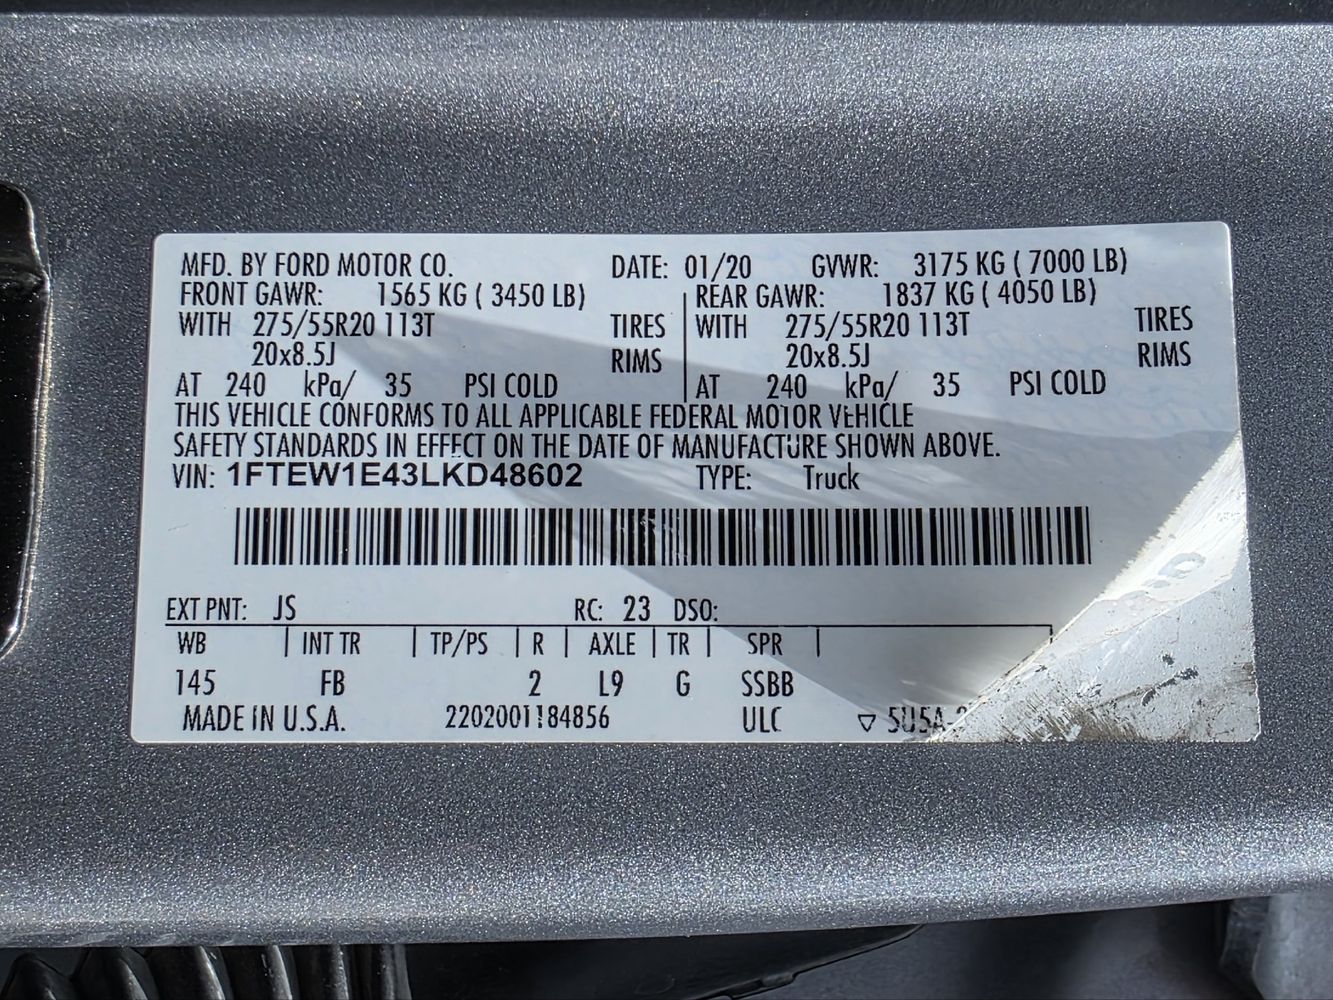 MFD. BY FORD MOTOR CO. DATE: 01/20 GVWR: 3175 KG ( 7000 LB)
FRONT GAWR: 1565 KG ( 3450 LB) REAR GAWR: 1837 KG ( 4050 LB)
WITH 275/55R20 113T TIRES WITH 275/55R20 113T TIRES
20x8.5J RIMS 20x8.5J RIMS
AT 240 kPa/ 35 PSI COLD AT 240 kPa/ 35 PSI COLD
THIS VEHICLE CONFORMS TO ALL APPLICABLE FEDERAL MOTOR VEHICLE
SAFETY STANDARDS IN EFFECT ON THE DATE OF MANUFACTURE SHOWN ABOVE.
VIN: 1FTEW1E43LKD48602 TYPE: Truck
EXT PNT: JS RC: 23 DSO:
WB INT TR TP/PS R AXLE TR SPR
145 FB 2 L9 G SSBB
MADE IN U.S.A. 2202001184856 ULC ▽ 5U5A-